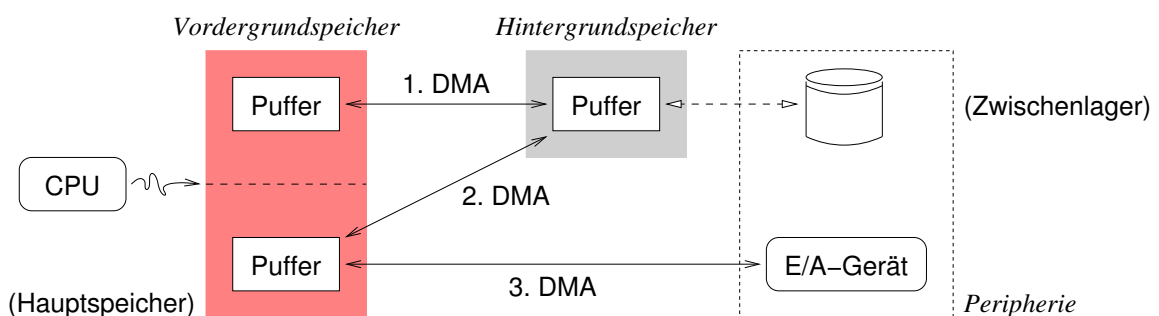 Vordergrundspeicher
Hintergrundspeicher
Puffer
1. DMA
Puffer
(Zwischenlager)
CPU
2. DMA
Puffer
3. DMA
E/A−Gerät
(Hauptspeicher)
Peripherie